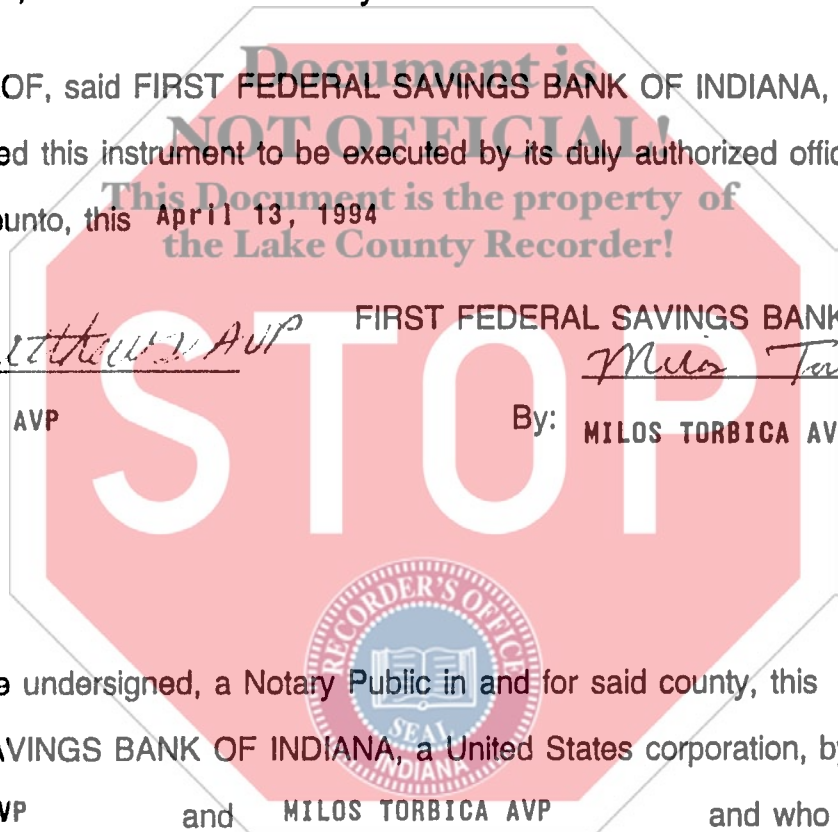 Document is
OF, said FIRST FEDERAL SAVINGS BANK OF INDIANA,
NOT OFFICIAL!
ed this instrument to be executed by its duly authorized offic
This Document is the property of
unto, this April 13, 1994
the Lake County Recorder!
FIRST FEDERAL SAVINGS BANK
AVP
Milos
AVP
By: MILOS TORBICA AV
STOP
RECORDER'S OFFICE
SEAL
INDIANA
e undersigned, a Notary Public in and for said county, this
AVINGS BANK OF INDIANA, a United States corporation, by
VP and MILOS TORBICA AVP and who